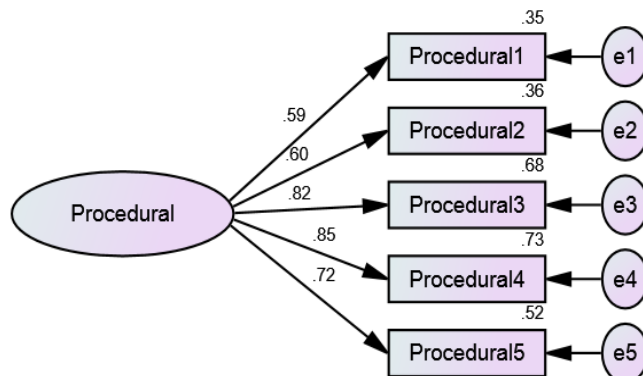 .35
Procedural1
e1
.59
.36
Procedural2
e2
.60
.68
Procedural
.82
Procedural3
e3
.73
.85
Procedural4
e4
.72
.52
Procedural5
e5